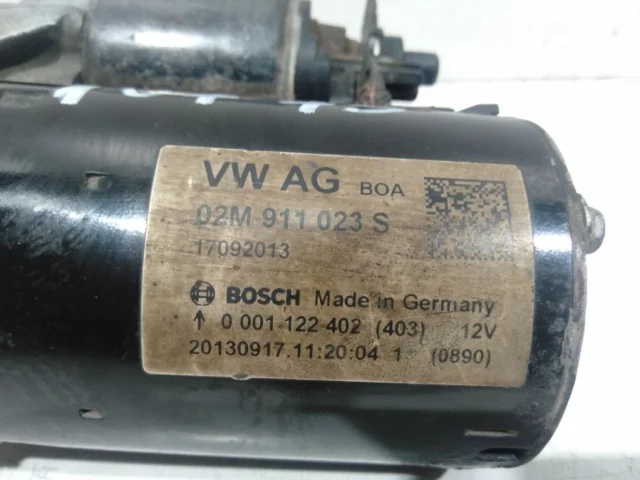 VW AG BOA
02M 911 023 S
17092013
BOSCH Made in Germany
↑ 0 001 122 402 (403) 12V
20130917.11:20:04 1 (0890)